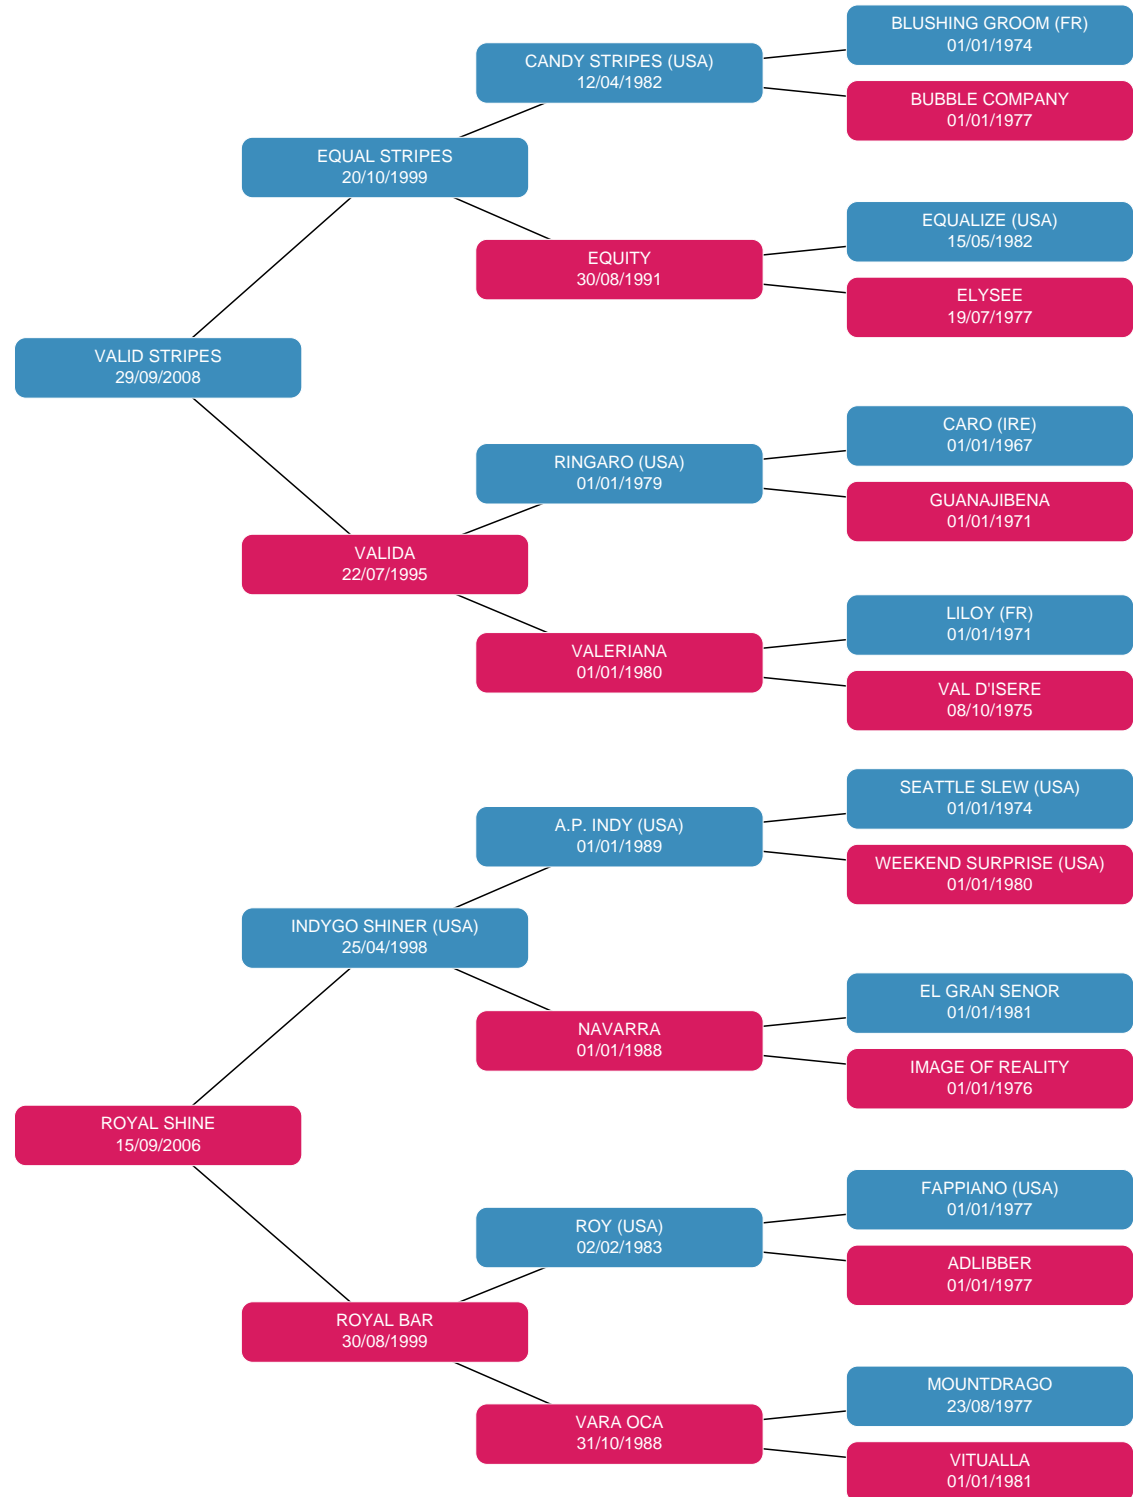 BLUSHING GROOM (FR)
01/01/1974
CANDY STRIPES (USA)
12/04/1982
BUBBLE COMPANY
01/01/1977
EQUAL STRIPES
20/10/1999
EQUALIZE (USA)
15/05/1982
EQUITY
30/08/1991
ELYSEE
19/07/1977
VALID STRIPES
29/09/2008
CARO (IRE)
01/01/1967
RINGARO (USA)
01/01/1979
GUANAJIBENA
01/01/1971
VALIDA
22/07/1995
LILOY (FR)
01/01/1971
VALERIANA
01/01/1980
VAL D'ISERE
08/10/1975
SEATTLE SLEW (USA)
01/01/1974
A.P. INDY (USA)
01/01/1989
WEEKEND SURPRISE (USA)
01/01/1980
INDYGO SHINER (USA)
25/04/1998
EL GRAN SENOR
01/01/1981
NAVARRA
01/01/1988
IMAGE OF REALITY
01/01/1976
ROYAL SHINE
15/09/2006
FAPPIANO (USA)
01/01/1977
ROY (USA)
02/02/1983
ADLIBBER
01/01/1977
ROYAL BAR
30/08/1999
MOUNTDRAGO
23/08/1977
VARA OCA
31/10/1988
VITUALLA
01/01/1981